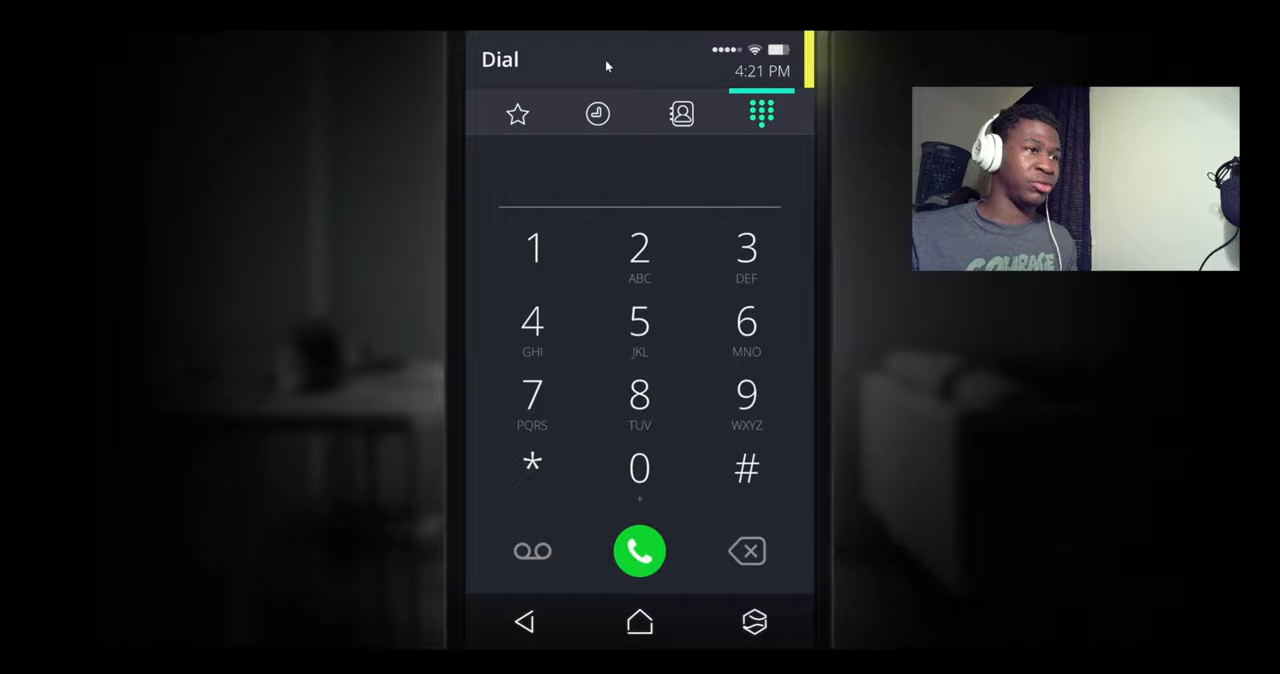 Dial
4:21 PM
1 2 3
ABC DEF
4 5 6
GHI JKL MNO
7 8 9
PQRS TUV WXYZ
* 0 #
+
COURAGE